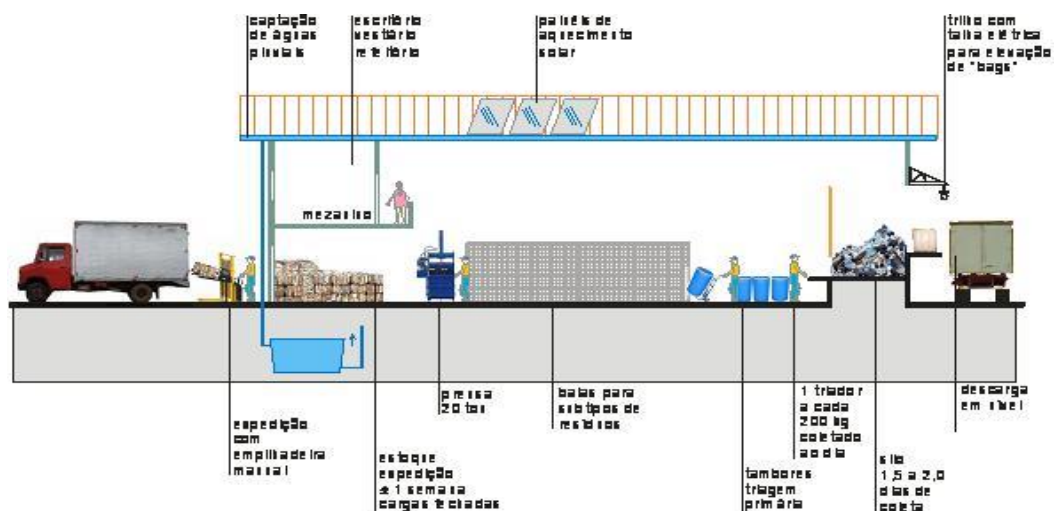 captação
de águas
pluviais
escritório
vestiário
refeitório
painéis de
aquecimento
solar
trilho com
talha elétrica
para elevação
de "bags"
mezanino
prensa
20 ton
baias para
subtipos de
resíduos
1 triador
a cada
200 kg
coletado
ao dia
descarga
em nível
expedição
com
empilhadeira
manual
estoque
expedição
± 1 semana
cargas fechadas
tambores
triagem
primária
silo
1,5 a 2,0
dias de
coleta